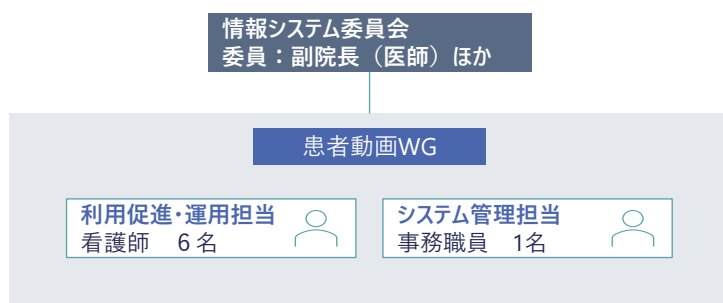 情報システム委員会
委員：副院長（医師）ほか
患者動画WG
利用促進・運用担当
看護師　6名
システム管理担当
事務職員　1名